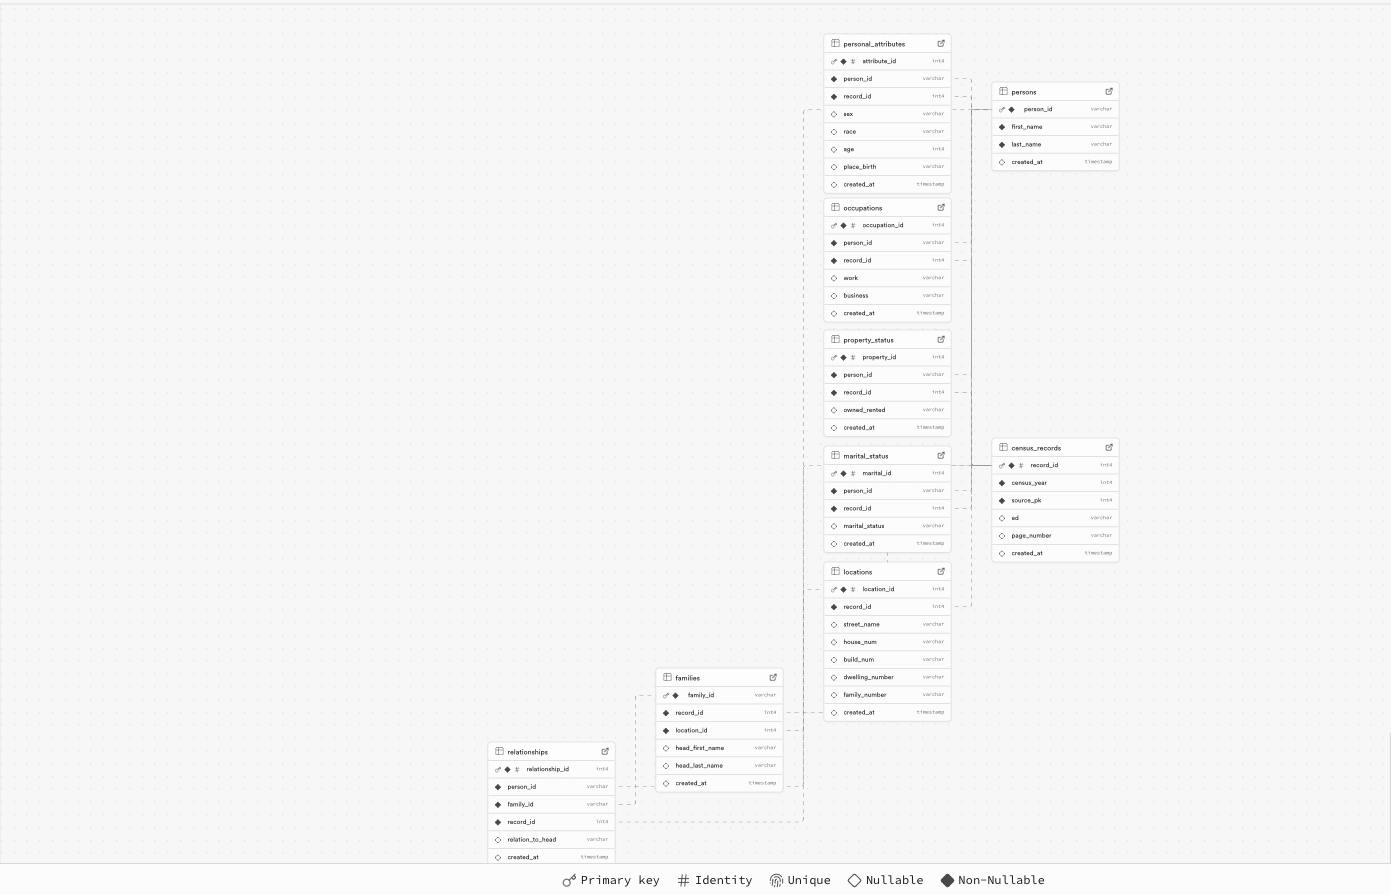 personal_attributes
# attribute_id int4
person_id varchar
record_id int4
sex varchar
race varchar
age int4
place_birth varchar
created_at timestamp
persons
person_id varchar
first_name varchar
last_name varchar
created_at timestamp
occupations
# occupation_id int4
person_id varchar
record_id int4
work varchar
business varchar
created_at timestamp
property_status
# property_id int4
person_id varchar
record_id int4
owned_rented varchar
created_at timestamp
marital_status
# marital_id int4
person_id varchar
record_id int4
marital_status varchar
created_at timestamp
census_records
# record_id int4
census_year int4
source_pk int4
ed varchar
page_number varchar
created_at timestamp
locations
# location_id int4
record_id int4
street_name varchar
house_num varchar
build_num varchar
dwelling_number varchar
family_number varchar
created_at timestamp
families
family_id varchar
record_id int4
location_id int4
head_first_name varchar
head_last_name varchar
created_at timestamp
relationships
# relationship_id int4
person_id varchar
family_id varchar
record_id int4
relation_to_head varchar
created_at timestamp
Primary key # Identity Unique Nullable Non-Nullable